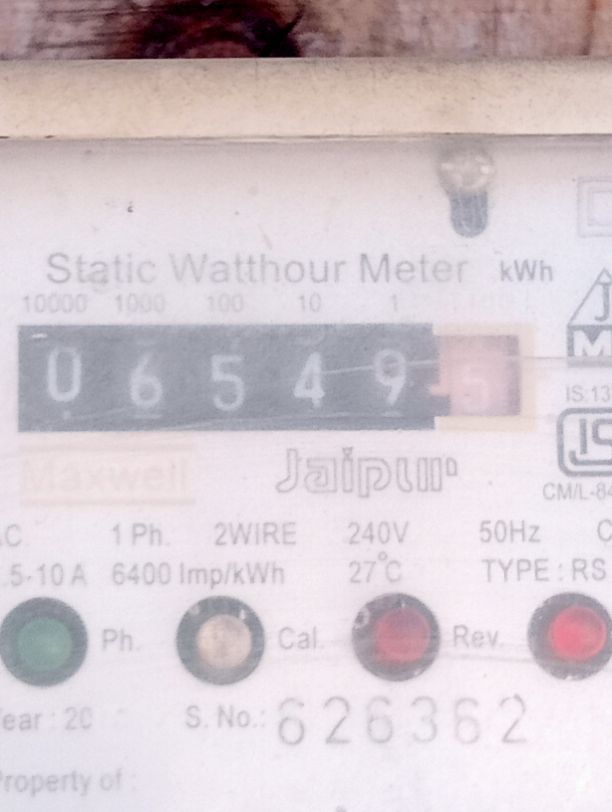 Static Watthour Meter kWh
10000 1000 100 10 1
0 6 5 4 9 5
Maxwell Jaipur
IS:13
CM/L-84
1 Ph. 2WIRE 240V 50Hz
.5-10 A 6400 Imp/kWh 27°C TYPE : RS
Ph. Cal. Rev.
ear : 20 S. No.: 626362
Property of :